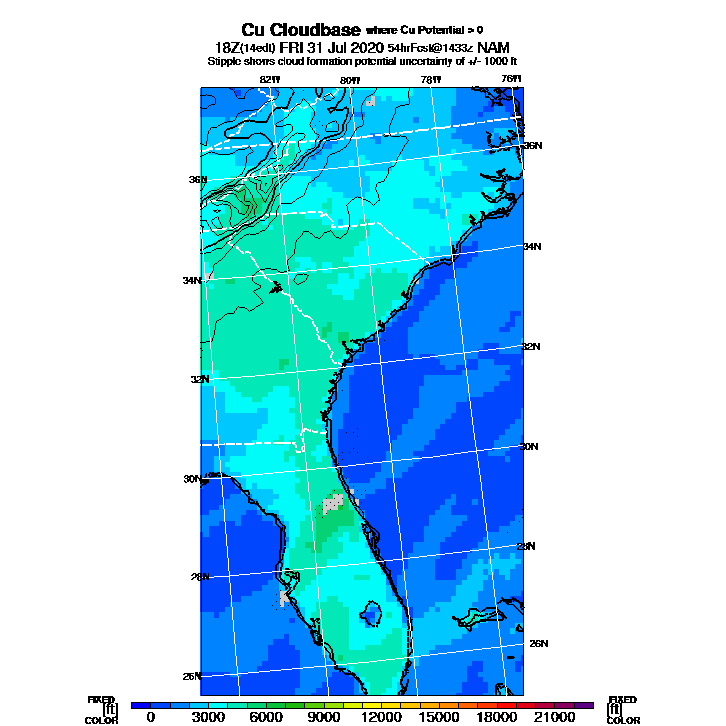 Cu Cloudbase where Cu Potential > 0
18Z(14edt) FRI 31 Jul 2020 54hrFcst@1433z NAM
Stipple shows cloud formation potential uncertainty of +/- 1000 ft
82W 80W 78W 76W
36N
36N
34N
34N
32N
32N
30N
30N
28N
28N
26N
26N
FIXED [ft] COLOR
0 3000 6000 9000 12000 15000 18000 21000
FIXED [ft] COLOR